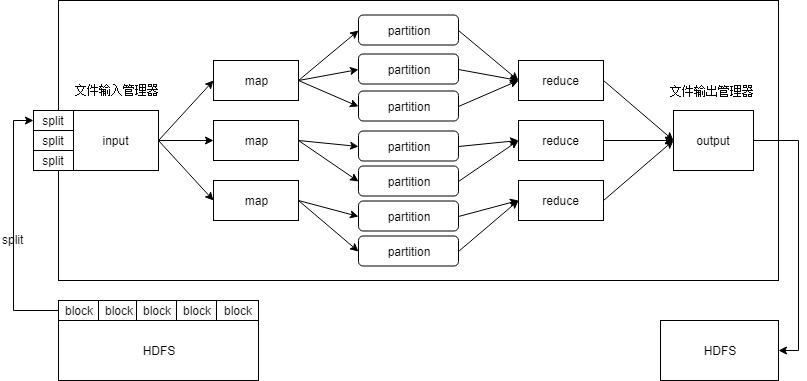 partition
partition
partition
map
reduce
文件输入管理器
文件输出管理器
split
split
split
input
map
partition
partition
reduce
output
map
partition
partition
reduce
split
block
block
block
block
block
HDFS
HDFS